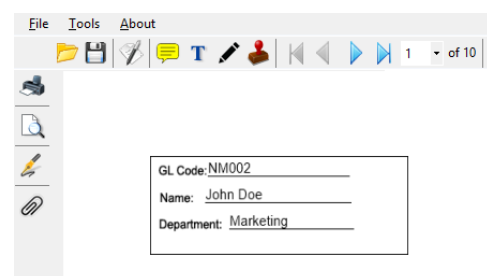 File Tools About
T 1 of 10
GL Code: NM002
Name: John Doe
Department: Marketing